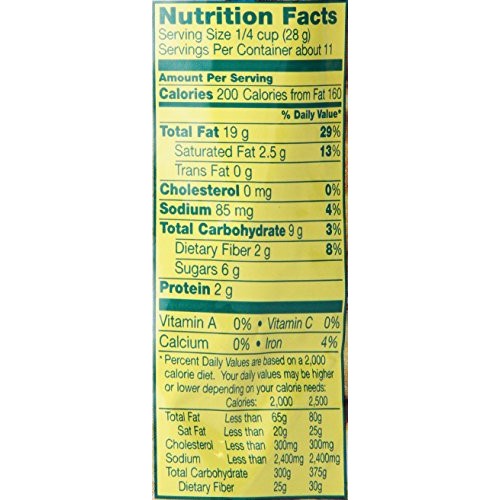 Nutrition Facts
Serving Size 1/4 cup (28 g)
Servings Per Container about 11
Amount Per Serving
Calories 200 Calories from Fat 160
% Daily Value*
Total Fat 19 g 29%
Saturated Fat 2.5 g 13%
Trans Fat 0 g
Cholesterol 0 mg 0%
Sodium 85 mg 4%
Total Carbohydrate 9 g 3%
Dietary Fiber 2 g 8%
Sugars 6 g
Protein 2 g
Vitamin A 0% • Vitamin C 0%
Calcium 0% • Iron 4%
* Percent Daily Values are based on a 2,000
calorie diet. Your daily values may be higher
or lower depending on your calorie needs:
Calories: 2,000 2,500
Total Fat Less than 65g 80g
Sat Fat Less than 20g 25g
Cholesterol Less than 300mg 300mg
Sodium Less than 2,400mg 2,400mg
Total Carbohydrate 300g 375g
Dietary Fiber 25g 30g